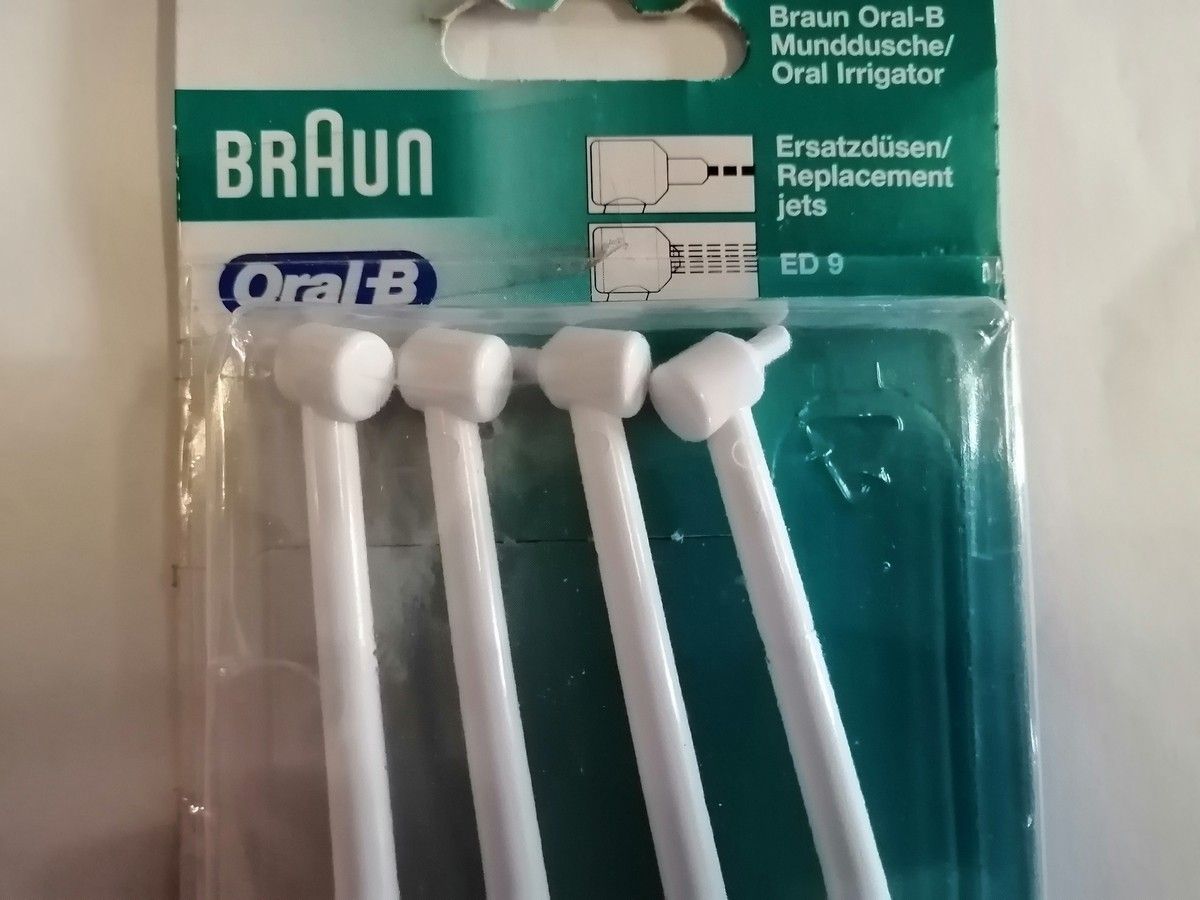 Braun Oral-B
Munddusche/
Oral Irrigator
BRAUN
Ersatzdüsen/
Replacement
jets
Oral-B
ED 9